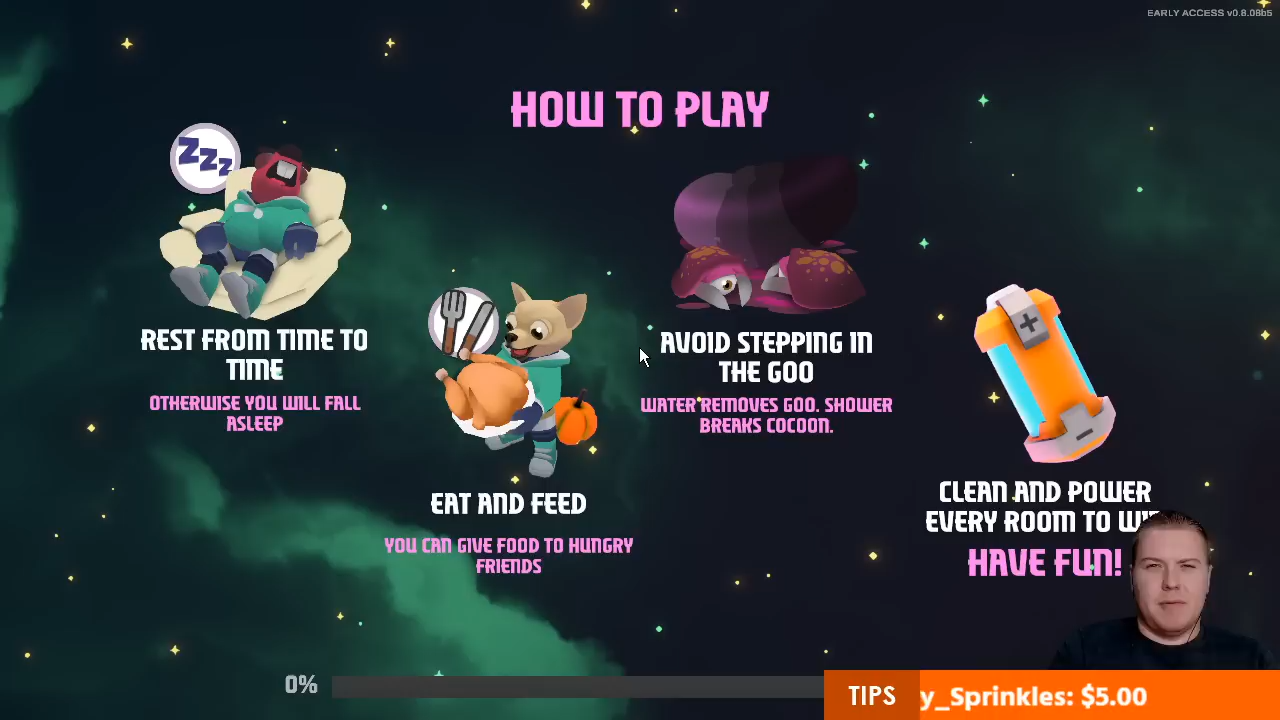 EARLY ACCESS v0.8.08b5
HOW TO PLAY
ZZZ
REST FROM TIME TO
TIME
OTHERWISE YOU WILL FALL
ASLEEP
EAT AND FEED
YOU CAN GIVE FOOD TO HUNGRY
FRIENDS
AVOID STEPPING IN
THE GOO
WATER REMOVES GOO. SHOWER
BREAKS COCOON.
CLEAN AND POWER
EVERY ROOM TO
HAVE FUN!
0%
TIPS
y_Sprinkles: $5.00